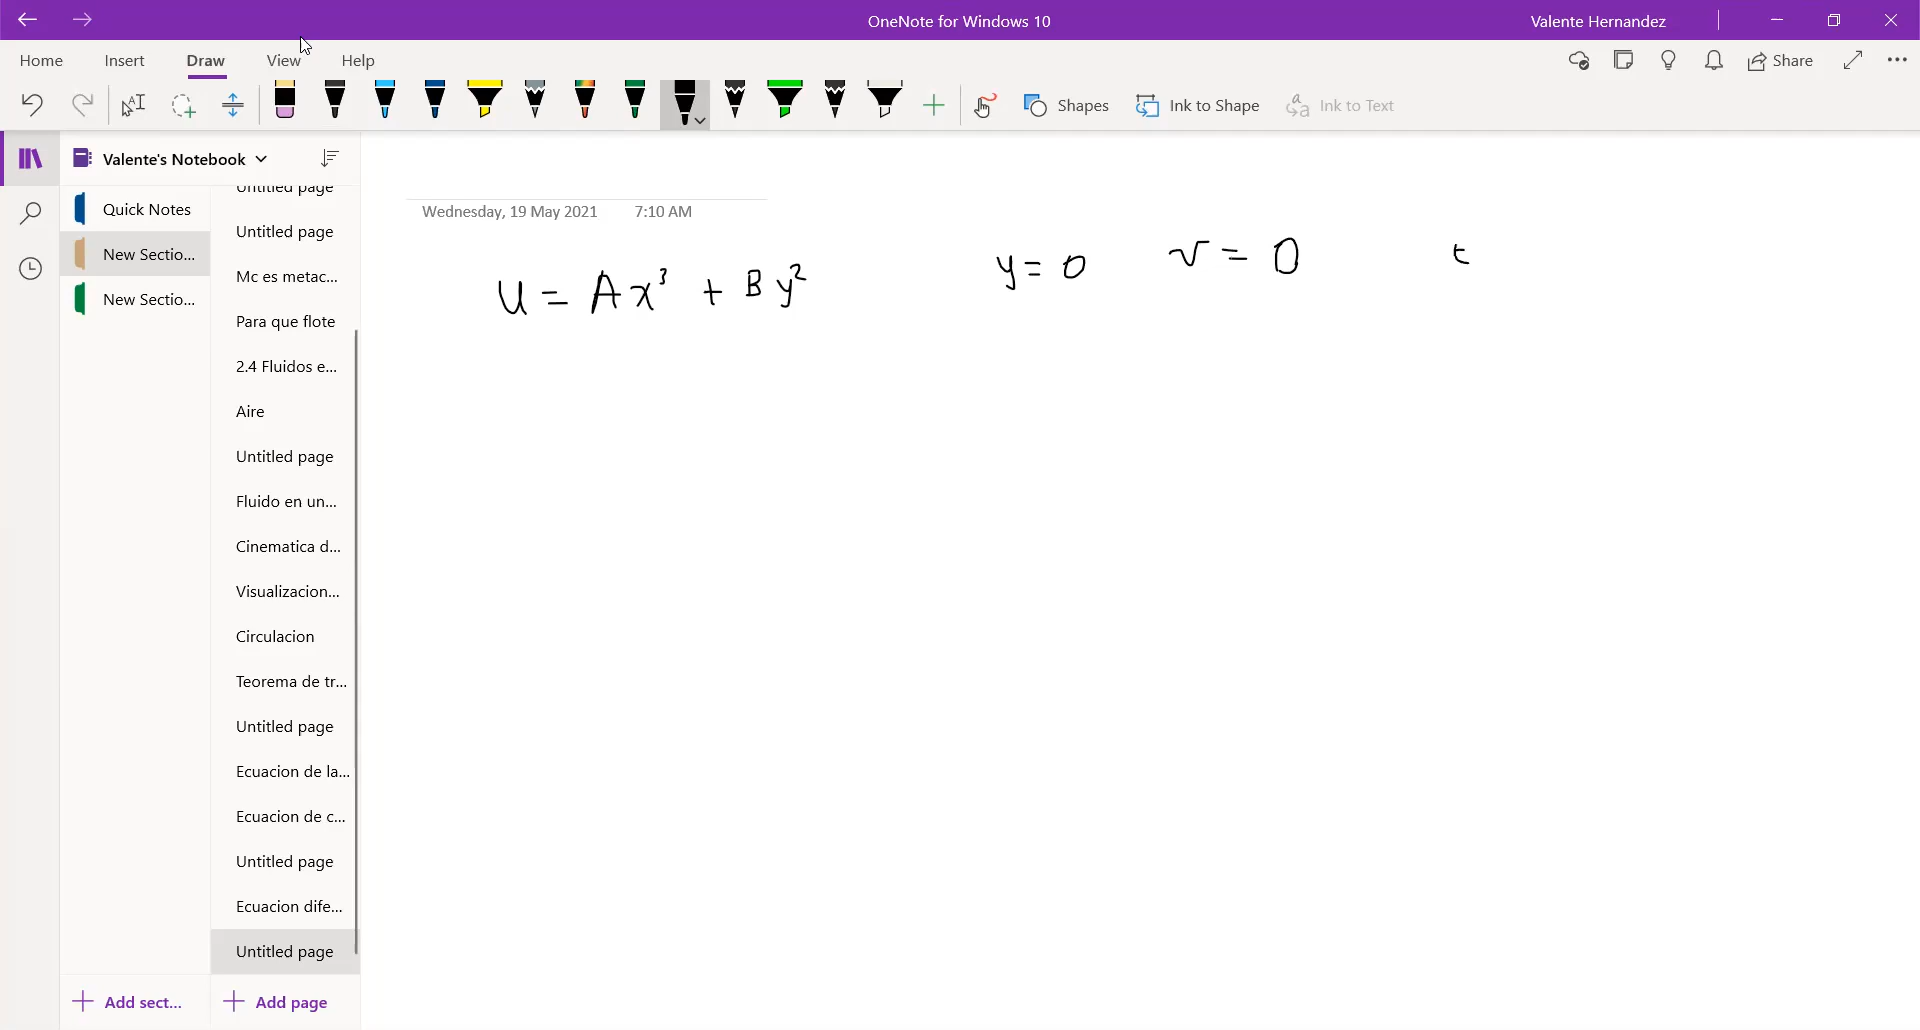 OneNote for Windows 10
Valente Hernandez
Home Insert Draw View Help
Share
Shapes Ink to Shape Ink to Text
Valente's Notebook
Quick Notes
New Sectio...
New Sectio...
Untitled page
Untitled page
Mc es metac...
Para que flote
2.4 Fluidos e...
Aire
Untitled page
Fluido en un...
Cinematica d...
Visualizacion...
Circulacion
Teorema de tr...
Untitled page
Ecuacion de la...
Ecuacion de c...
Untitled page
Ecuacion dife...
Untitled page
Add sect...
Add page
Wednesday, 19 May 2021 7:10 AM
U = Ax³ + By² y = 0 v = 0